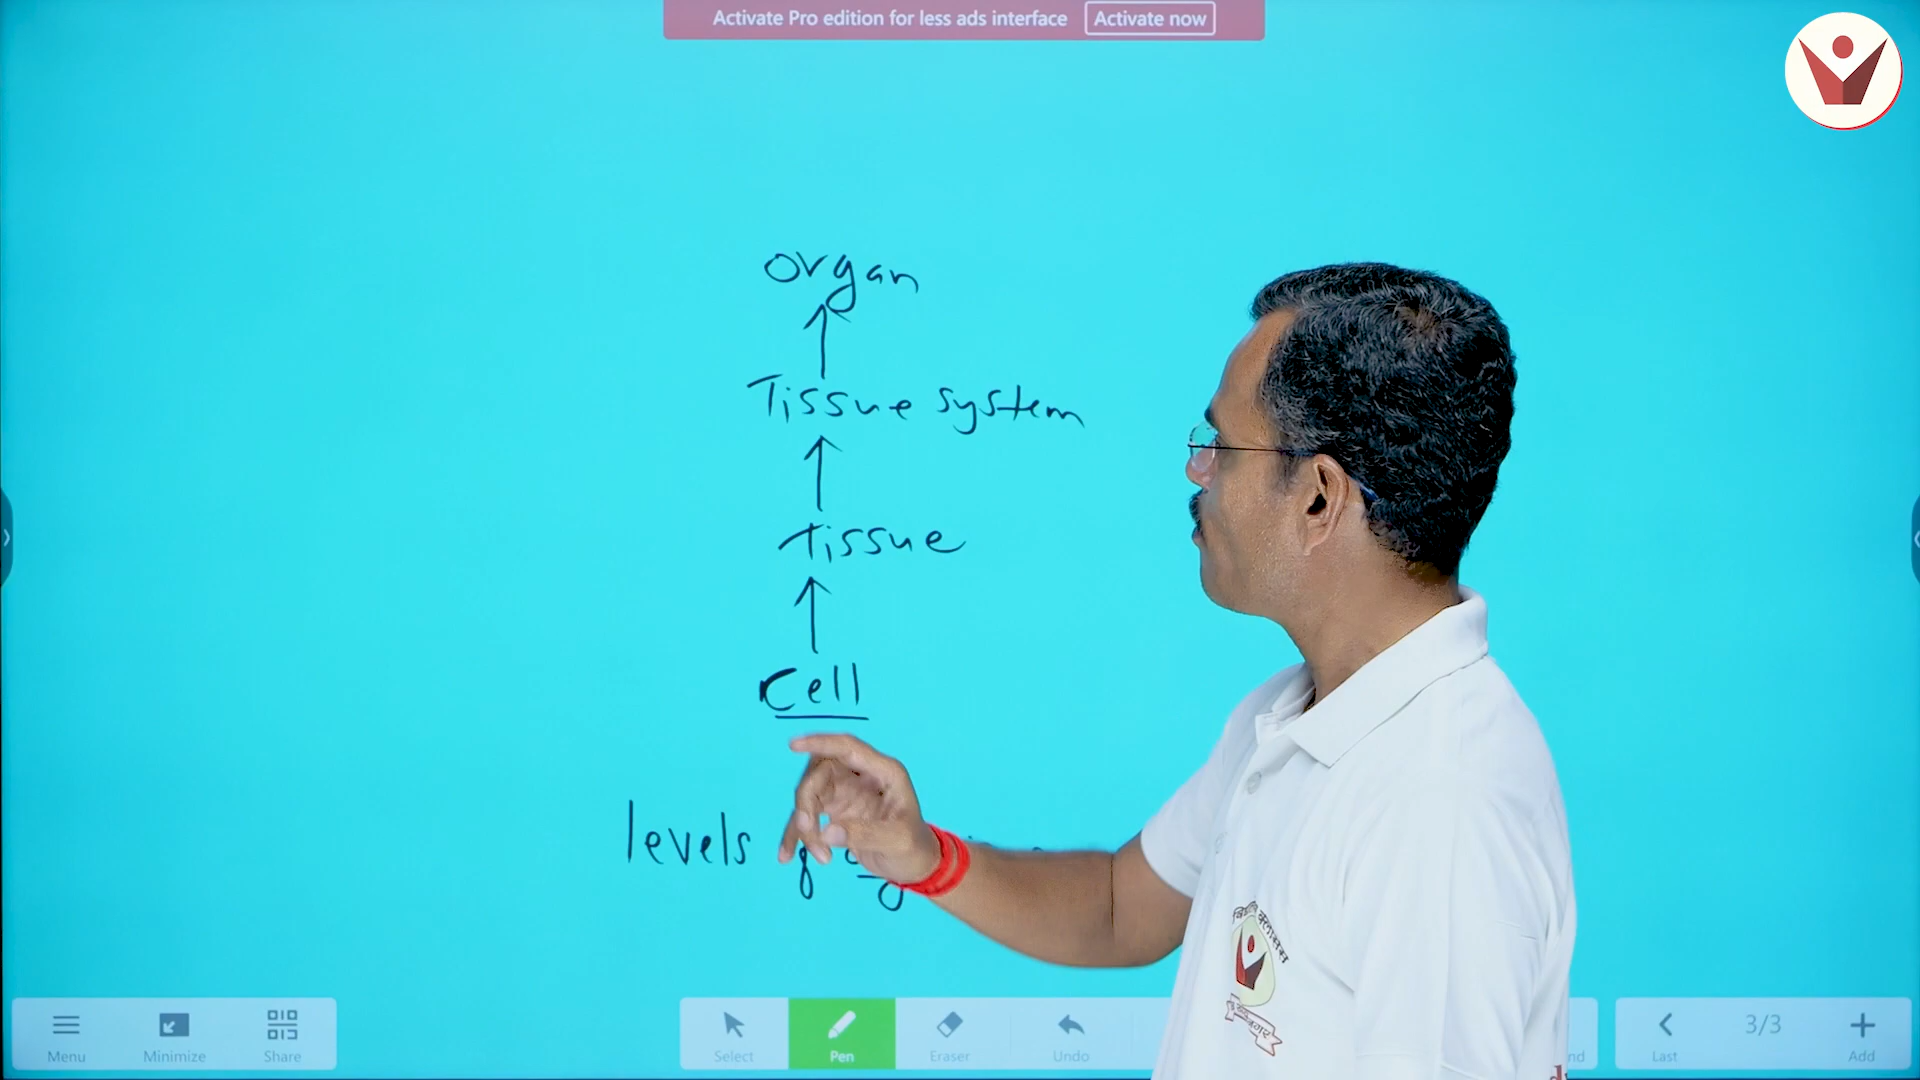 Activate Pro edition for less ads interface Activate now
organ
Tissue system
Tissue
Cell
levels of
Menu Minimize Share Select Pen Eraser Undo Last 3/3 Add